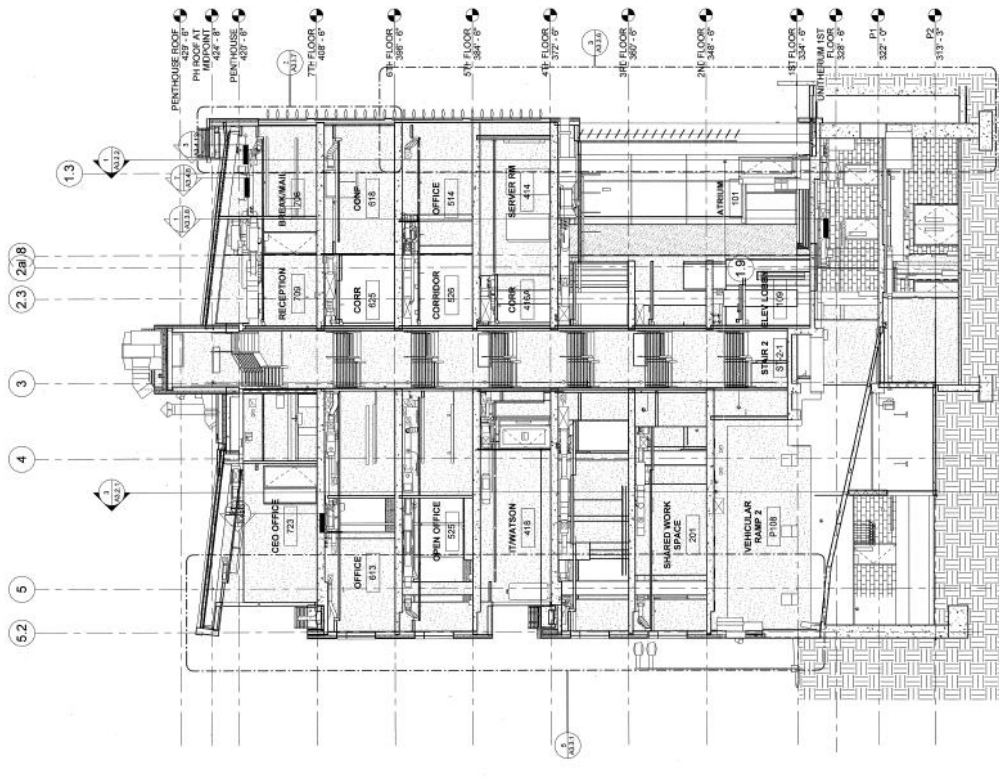 PENTHOUSE ROOF
429' - 6"
PH ROOF AT
MIDPOINT
424' - 8"
PENTHOUSE
420' - 6"
7TH FLOOR
408' - 6"
6TH FLOOR
396' - 6"
5TH FLOOR
384' - 6"
4TH FLOOR
372' - 6"
3RD FLOOR
360' - 6"
2ND FLOOR
348' - 6"
1ST FLOOR
334' - 6"
UNITHERIUM 1ST
FLOOR
328' - 6"
P1
322' - 0"
P2
313' - 3"
1.3
2a
.8
2.3
3
4
5
5.2
1.9
BREAK/MAIL
706
RECEPTION
709
CEO OFFICE
723
CONF
618
CORR
625
OFFICE
613
OFFICE
514
CORRIDOR
526
OPEN OFFICE
525
SERVER RM
414
CORR
416A
IT/WATSON
418
ATRIUM
101
ELEV LOBBY
109
STAIR 2
ST-2-1
SHARED WORK
SPACE
201
VEHICULAR
RAMP 2
P108